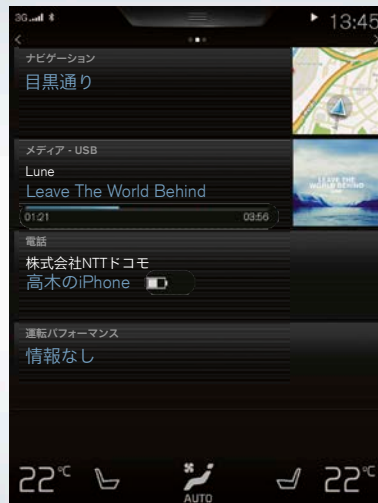 3G 13:45
ナビゲーション
目黒通り
メディア - USB
Lune
Leave The World Behind
01:21 03:56
LEAVE THE
WORLD BEHIND
電話
株式会社NTTドコモ
高木のiPhone
運転パフォーマンス
情報なし
22°C 22°C
AUTO